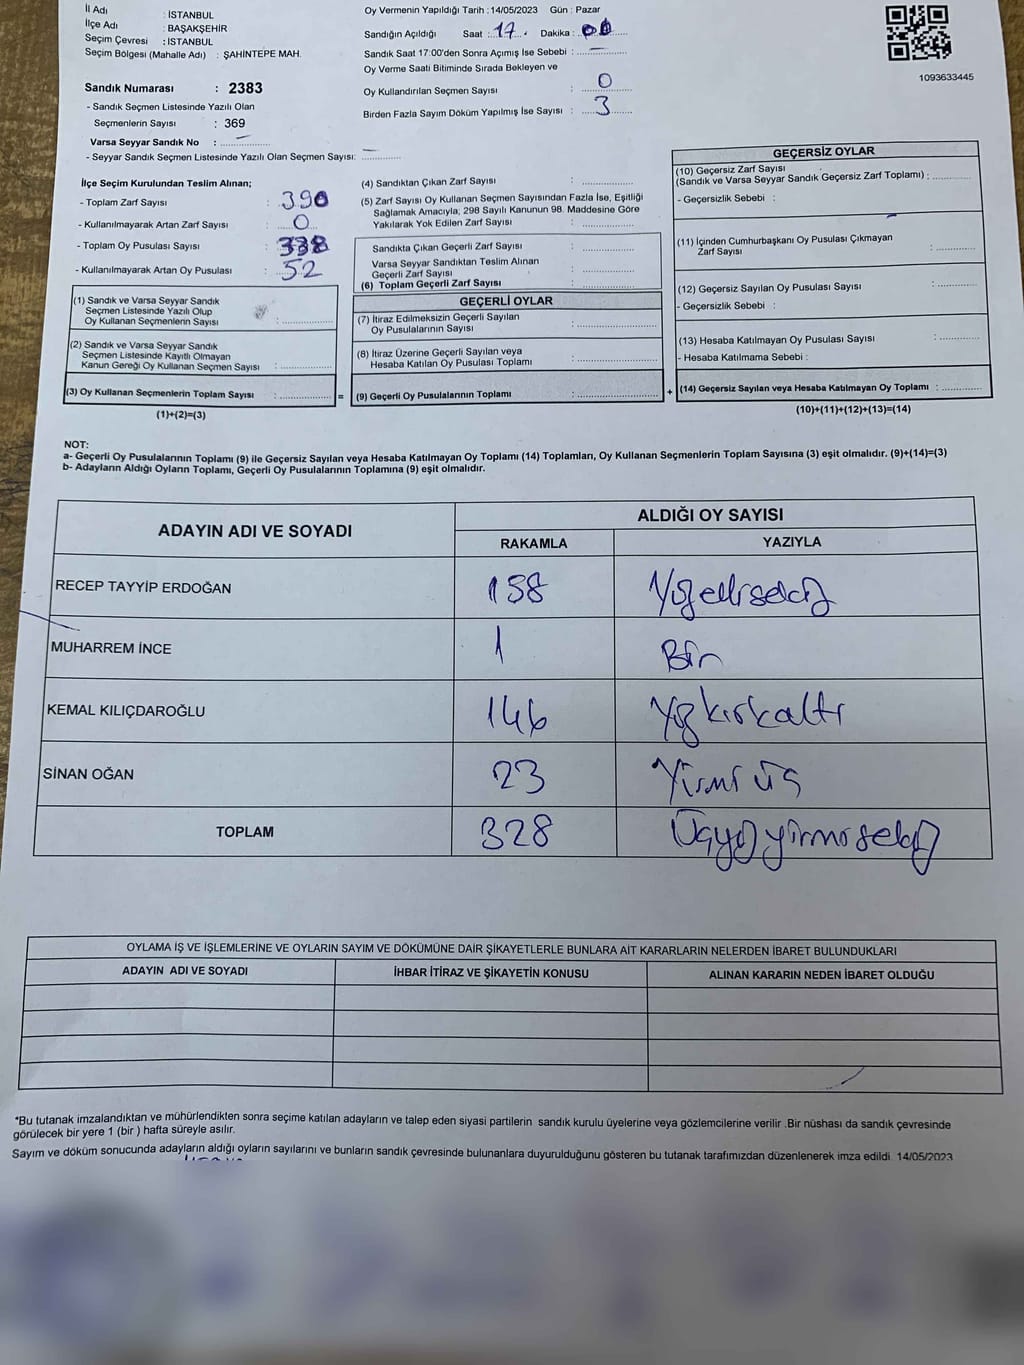 İl Adı : İSTANBUL
İlçe Adı : BAŞAKŞEHİR
Seçim Çevresi : İSTANBUL
Seçim Bölgesi (Mahalle Adı) : ŞAHİNTEPE MAH.
Sandık Numarası : 2383
- Sandık Seçmen Listesinde Yazılı Olan
Seçmenlerin Sayısı : 369
Varsa Seyyar Sandık No :
- Seyyar Sandık Seçmen Listesinde Yazılı Olan Seçmen Sayısı:
Oy Vermenin Yapıldığı Tarih : 14/05/2023 Gün : Pazar
Sandığın Açıldığı Saat : 17 Dakika : 00
Sandık Saat 17:00'den Sonra Açımış İse Sebebi :
Oy Verme Saati Bitiminde Sırada Bekleyen ve
Oy Kullandırılan Seçmen Sayısı : 0
Birden Fazla Sayım Döküm Yapılmış İse Sayısı : 3
1093633445
İlçe Seçim Kurulundan Teslim Alınan;
- Toplam Zarf Sayısı : 390
- Kullanılmayarak Artan Zarf Sayısı : 0
- Toplam Oy Pusulası Sayısı :
- Kullanılmayarak Artan Oy Pusulası : 52
(1) Sandık ve Varsa Seyyar Sandık
Seçmen Listesinde Yazılı Olup
Oy Kullanan Seçmenlerin Sayısı :
(2) Sandık ve Varsa Seyyar Sandık
Seçmen Listesinde Kayıtlı Olmayan
Kanun Gereği Oy Kullanan Seçmen Sayısı :
(3) Oy Kullanan Seçmenlerin Toplam Sayısı :
(1)+(2)=(3)
(4) Sandıktan Çıkan Zarf Sayısı :
(5) Zarf Sayısı Oy Kullanan Seçmen Sayısından Fazla İse, Eşitliği
Sağlamak Amacıyla; 298 Sayılı Kanunun 98. Maddesine Göre
Yakılarak Yok Edilen Zarf Sayısı :
Sandıkta Çıkan Geçerli Zarf Sayısı :
Varsa Seyyar Sandıktan Teslim Alınan
Geçerli Zarf Sayısı :
(6) Toplam Geçerli Zarf Sayısı :
GEÇERLİ OYLAR
(7) İtiraz Edilmeksizin Geçerli Sayılan
Oy Pusulalarının Sayısı :
(8) İtiraz Üzerine Geçerli Sayılan veya
Hesaba Katılan Oy Pusulası Toplamı :
= (9) Geçerli Oy Pusulalarının Toplamı :
GEÇERSİZ OYLAR
(10) Geçersiz Zarf Sayısı
(Sandık ve Varsa Seyyar Sandık Geçersiz Zarf Toplamı) :
- Geçersizlik Sebebi :
(11) İçinden Cumhurbaşkanı Oy Pusulası Çıkmayan
Zarf Sayısı :
(12) Geçersiz Sayılan Oy Pusulası Sayısı :
- Geçersizlik Sebebi :
(13) Hesaba Katılmayan Oy Pusulası Sayısı :
- Hesaba Katılmama Sebebi :
+ (14) Geçersiz Sayılan veya Hesaba Katılmayan Oy Toplamı :
(10)+(11)+(12)+(13)=(14)
NOT:
a- Geçerli Oy Pusulalarının Toplamı (9) ile Geçersiz Sayılan veya Hesaba Katılmayan Oy Toplamı (14) Toplamları, Oy Kullanan Seçmenlerin Toplam Sayısına (3) eşit olmalıdır. (9)+(14)=(3)
b- Adayların Aldığı Oyların Toplamı, Geçerli Oy Pusulalarının Toplamına (9) eşit olmalıdır.
ADAYIN ADI VE SOYADI ALDIĞI OY SAYISI
RAKAMLA YAZIYLA
RECEP TAYYİP ERDOĞAN 158 Yüzellisekiz
MUHARREM İNCE 1 Bir
KEMAL KILIÇDAROĞLU 146 Yüzkırkaltı
SİNAN OĞAN 23 Yirmi üç
TOPLAM 328 Üçyüzyirmisekiz
OYLAMA İŞ VE İŞLEMLERİNE VE OYLARIN SAYIM VE DÖKÜMÜNE DAİR ŞİKAYETLERLE BUNLARA AİT KARARLARIN NELERDEN İBARET BULUNDUKLARI
ADAYIN ADI VE SOYADI İHBAR İTİRAZ VE ŞİKAYETİN KONUSU ALINAN KARARIN NEDEN İBARET OLDUĞU
*Bu tutanak imzalandıktan ve mühürlendikten sonra seçime katılan adayların ve talep eden siyasi partilerin sandık kurulu üyelerine veya gözlemcilerine verilir .Bir nüshası da sandık çevresinde
görülecek bir yere 1 (bir ) hafta süreyle asılır.
Sayım ve döküm sonucunda adayların aldığı oyların sayılarını ve bunların sandık çevresinde bulunanlara duyurulduğunu gösteren bu tutanak tarafımızdan düzenlenerek imza edildi. 14/05/2023